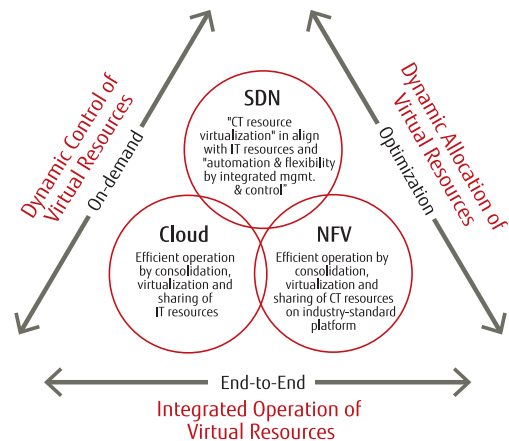 SDN
"CT resource
virtualization" in align
with IT resources and
"automation & flexibility
by integrated mgmt.
& control"
Dynamic Control of
Virtual Resources
On-demand
Dynamic Allocation of
Virtual Resources
Optimization
Cloud
Efficient operation
by consolidation,
virtualization and
sharing of
IT resources
NFV
Efficient operation by
consolidation,
virtualization and
sharing of CT resources
on industry-standard
platform
End-to-End
Integrated Operation of
Virtual Resources